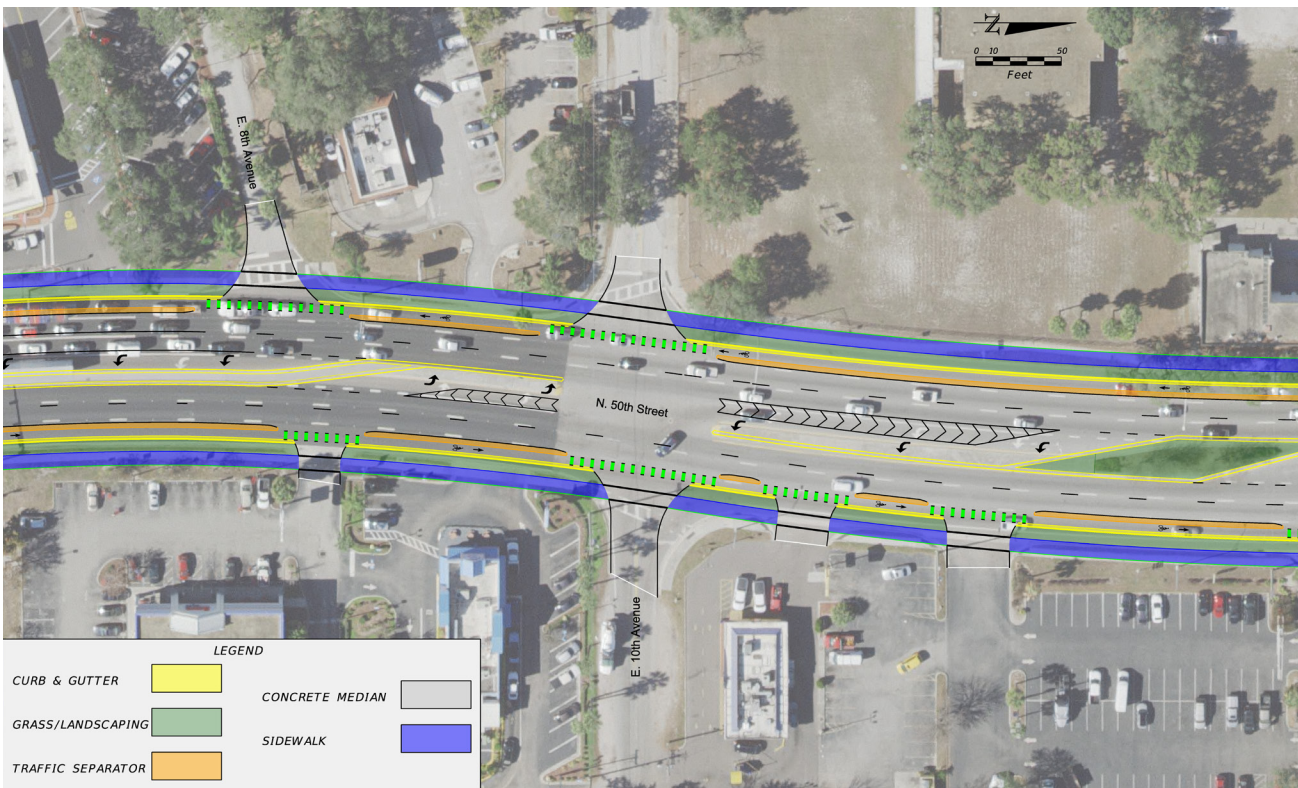 N
0 10 50
Feet
E. 8th Avenue
N. 50th Street
E. 10th Avenue
LEGEND
CURB & GUTTER
CONCRETE MEDIAN
GRASS/LANDSCAPING
SIDEWALK
TRAFFIC SEPARATOR